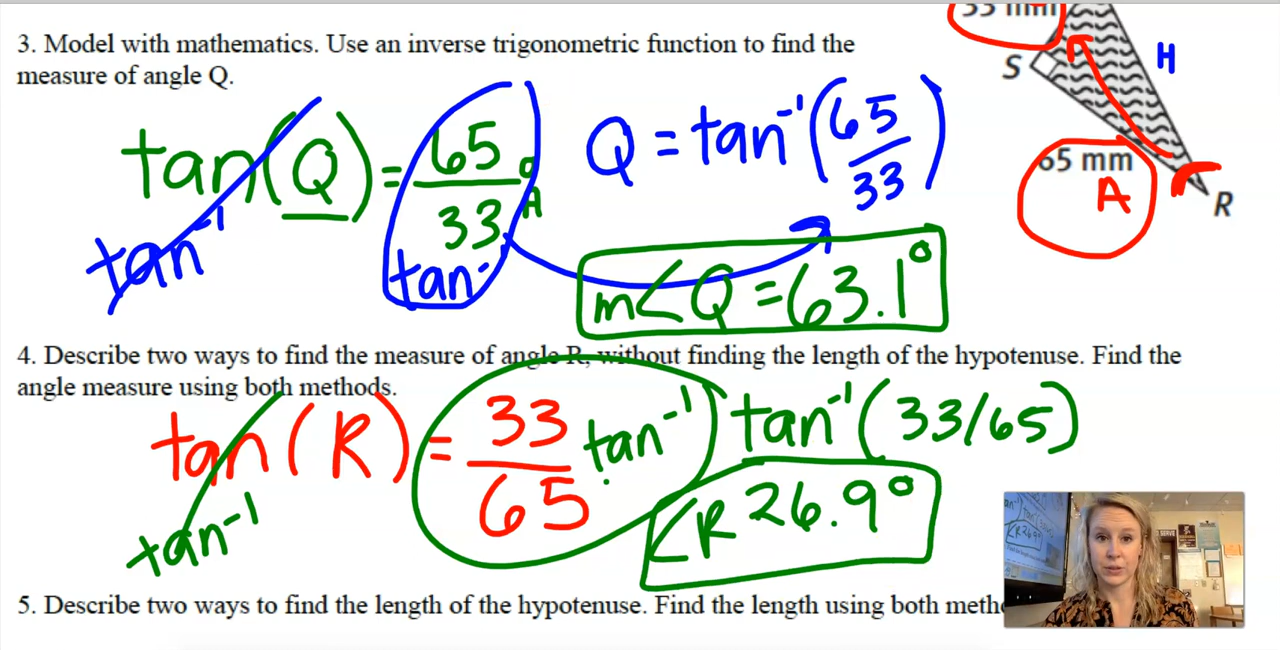 33 mm
3. Model with mathematics. Use an inverse trigonometric function to find the
measure of angle Q.
S
H
tan(Q) = 65/33 O A
Q = tan⁻¹(65/33)
65 mm
A
R
tan⁻¹
tan⁻
m∠Q = 63.1°
4. Describe two ways to find the measure of angle R, without finding the length of the hypotenuse. Find the
angle measure using both methods.
tan(R) = 33/65 tan⁻¹
tan⁻¹(33/65)
tan⁻¹
∠R 26.9°
5. Describe two ways to find the length of the hypotenuse. Find the length using both